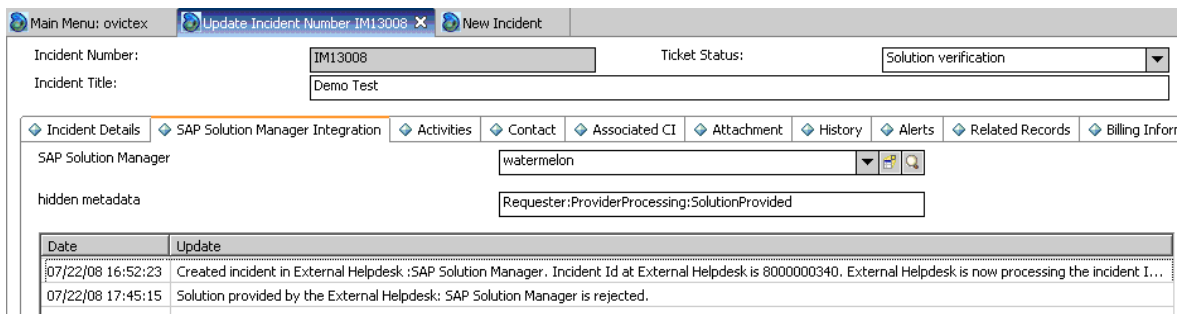 Main Menu: ovictex Update Incident Number IM13008 X New Incident
Incident Number: IM13008 Ticket Status: Solution verification
Incident Title: Demo Test
Incident Details SAP Solution Manager Integration Activities Contact Associated CI Attachment History Alerts Related Records Billing Infor
SAP Solution Manager watermelon
hidden metadata Requester:ProviderProcessing:SolutionProvided
Date Update
07/22/08 16:52:23 Created incident in External Helpdesk :SAP Solution Manager. Incident Id at External Helpdesk is 8000000340. External Helpdesk is now processing the incident I...
07/22/08 17:45:15 Solution provided by the External Helpdesk: SAP Solution Manager is rejected.